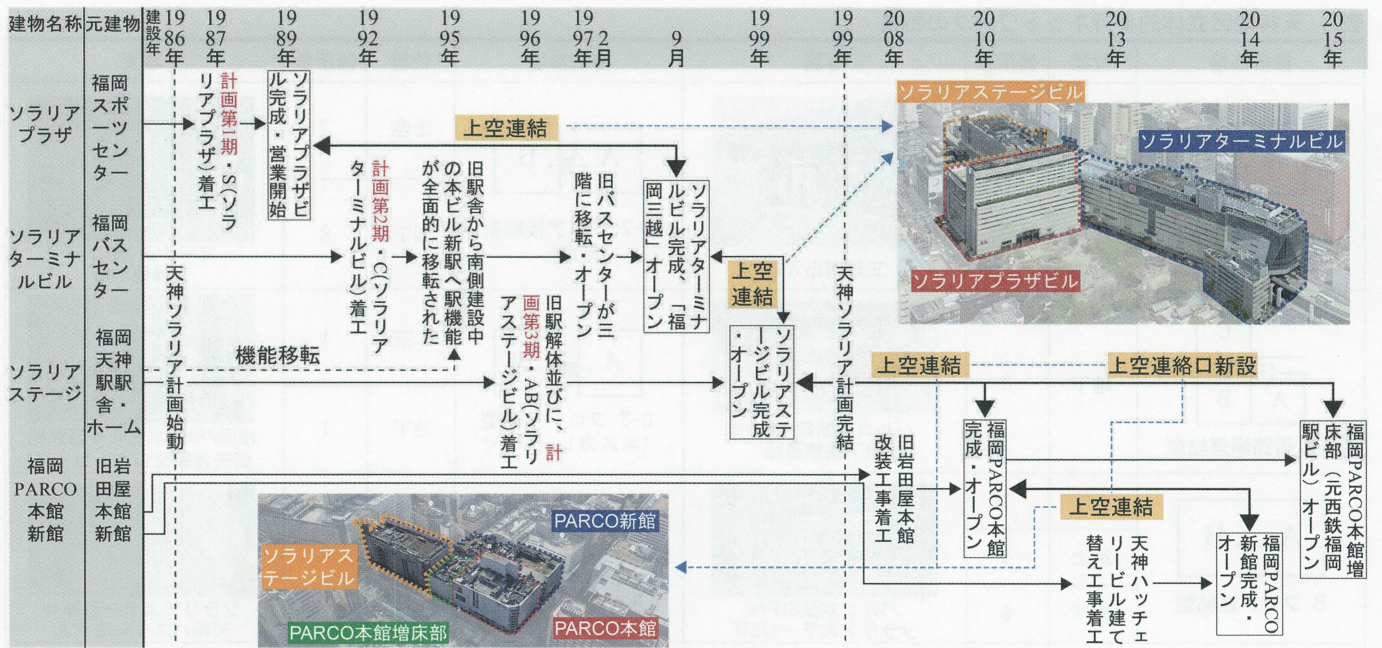 建物名称
元建物
建設年
1986年
1987年
1989年
1992年
1995年
1996年
1997年2月
9月
1999年
1999年
2008年
2010年
2013年
2014年
2015年
ソラリア
プラザ
福岡
スポ
ーツ
セン
ター
計画第1期・S(ソラ
リアプラザ)着工
ソラリアプラザビ
ル完成・営業開始
上空連結
ソラリア
ターミナ
ルビル
福岡
バス
セン
ター
計画第2期・C(ソラリア
ターミナルビル)着工
旧駅舎から南側建設中
の本ビル新駅へ駅機能
が全面的に移転された
旧バスセンターが三
階に移転・オープン
ソラリアターミナ
ルビル完成、「福
岡三越」オープン
上空
連結
ソラリア
ステージ
福岡
天神
駅駅
舎・
ホーム
機能移転
旧駅解体並びに、計
画第3期・AB(ソラリ
アステージビル)着工
ソラリアステ
ージビル完成
・オープン
天神ソラリア計画始動
天神ソラリア計画完結
上空連結
上空連絡口新設
福岡
PARCO
本館
新館
旧岩
田屋
本館
新館
旧岩田屋本館
改装工事着工
福岡PARCO本館
完成・オープン
上空連結
天神ハッチェ
リービル建て
替え工事着工
福岡PARCO
新館完成・
オープン
福岡PARCO本館増
床部（元西鉄福岡
駅ビル）オープン
ソラリアステージビル
ソラリアターミナルビル
ソラリアプラザビル
PARCO新館
ソラリアス
テージビル
PARCO本館増床部
PARCO本館